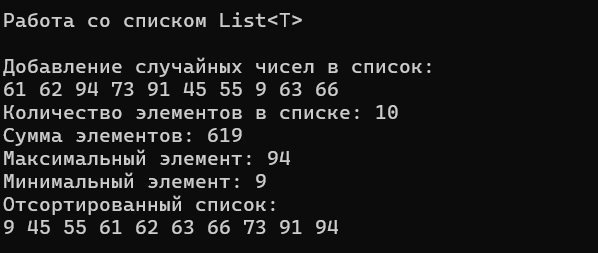 Работа со списком List<T>
Добавление случайных чисел в список:
61 62 94 73 91 45 55 9 63 66
Количество элементов в списке: 10
Сумма элементов: 619
Максимальный элемент: 94
Минимальный элемент: 9
Отсортированный список:
9 45 55 61 62 63 66 73 91 94